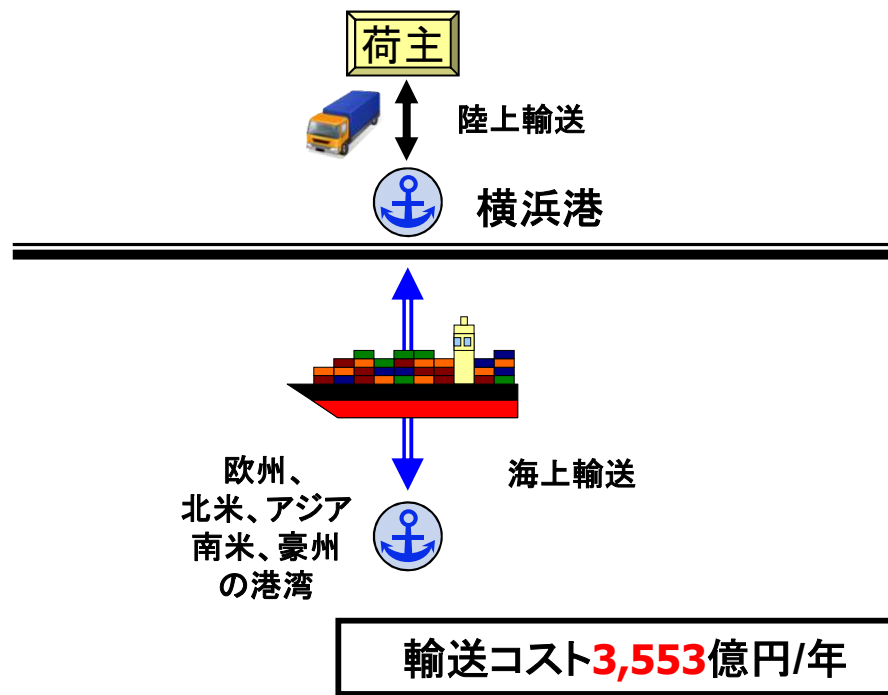 荷主
陸上輸送
横浜港
欧州、
北米、アジア
南米、豪州
の港湾
海上輸送
輸送コスト3,553億円/年